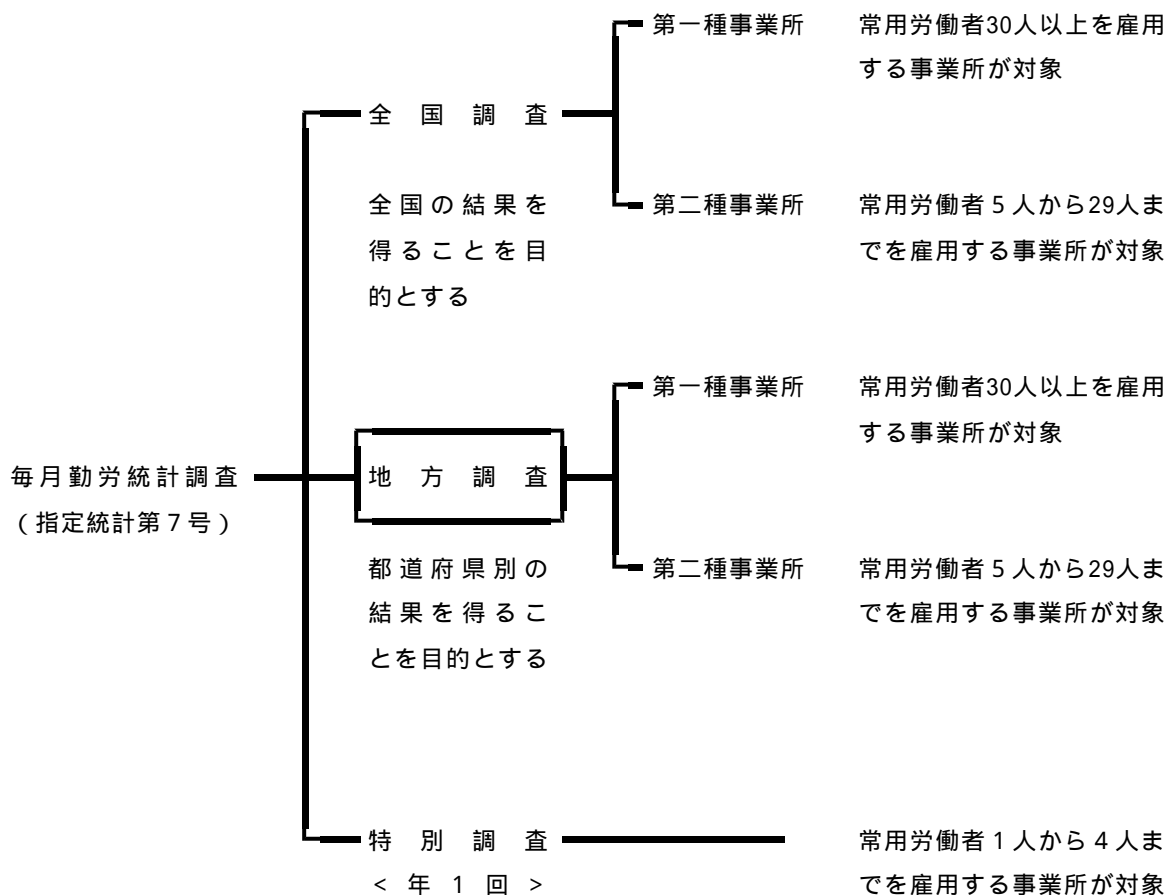 第一種事業所 常用労働者30人以上を雇用
する事業所が対象
全国調査
全国の結果を
得ることを目
的とする
第二種事業所 常用労働者5人から29人ま
でを雇用する事業所が対象
毎月勤労統計調査
(指定統計第7号)
第一種事業所 常用労働者30人以上を雇用
する事業所が対象
地方調査
都道府県別の
結果を得るこ
とを目的とする
第二種事業所 常用労働者5人から29人ま
でを雇用する事業所が対象
特別調査 常用労働者1人から4人ま
<年1回> でを雇用する事業所が対象